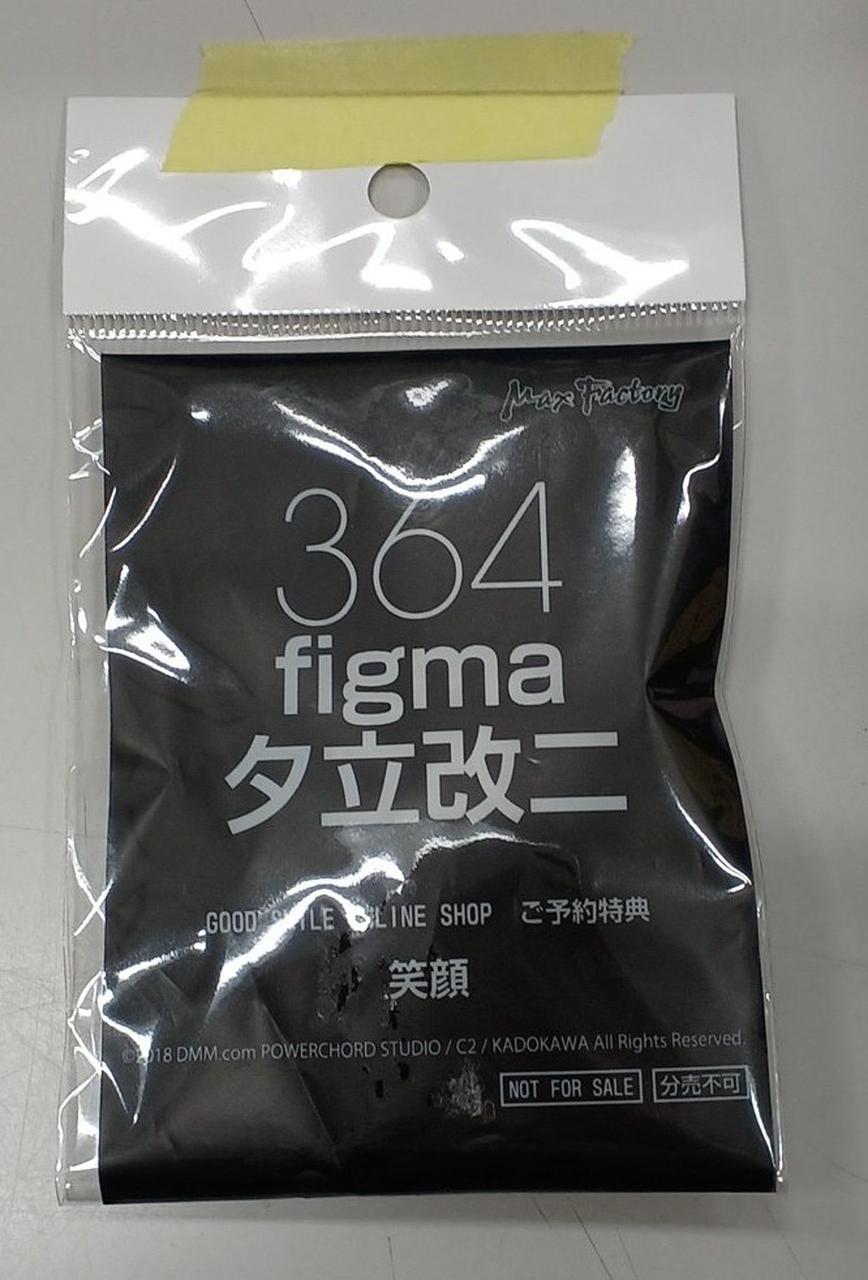 Max Factory
364
figma
夕立改二
GOOD SMILE ONLINE SHOP ご予約特典
笑顔
©2018 DMM.com POWERCHORD STUDIO / C2 / KADOKAWA All Rights Reserved.
NOT FOR SALE 分売不可